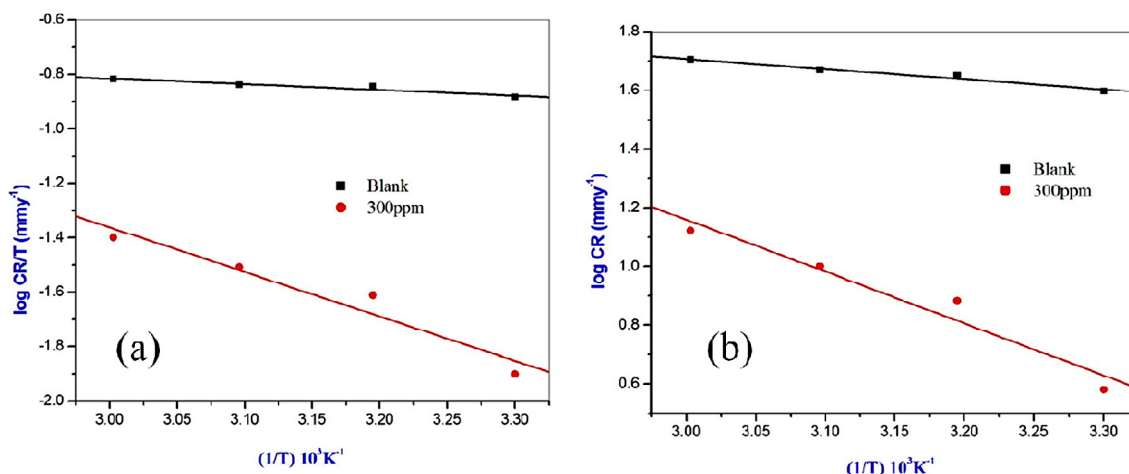 -0.6
-0.8
-1.0
-1.2
-1.4
-1.6
-1.8
-2.0
log CR/T (mmy⁻¹)
Blank
300ppm
(a)
3.00 3.05 3.10 3.15 3.20 3.25 3.30
(1/T) 10³K⁻¹
1.8
1.6
1.4
1.2
1.0
0.8
0.6
log CR (mmy⁻¹)
Blank
300ppm
(b)
3.00 3.05 3.10 3.15 3.20 3.25 3.30
(1/T) 10³K⁻¹